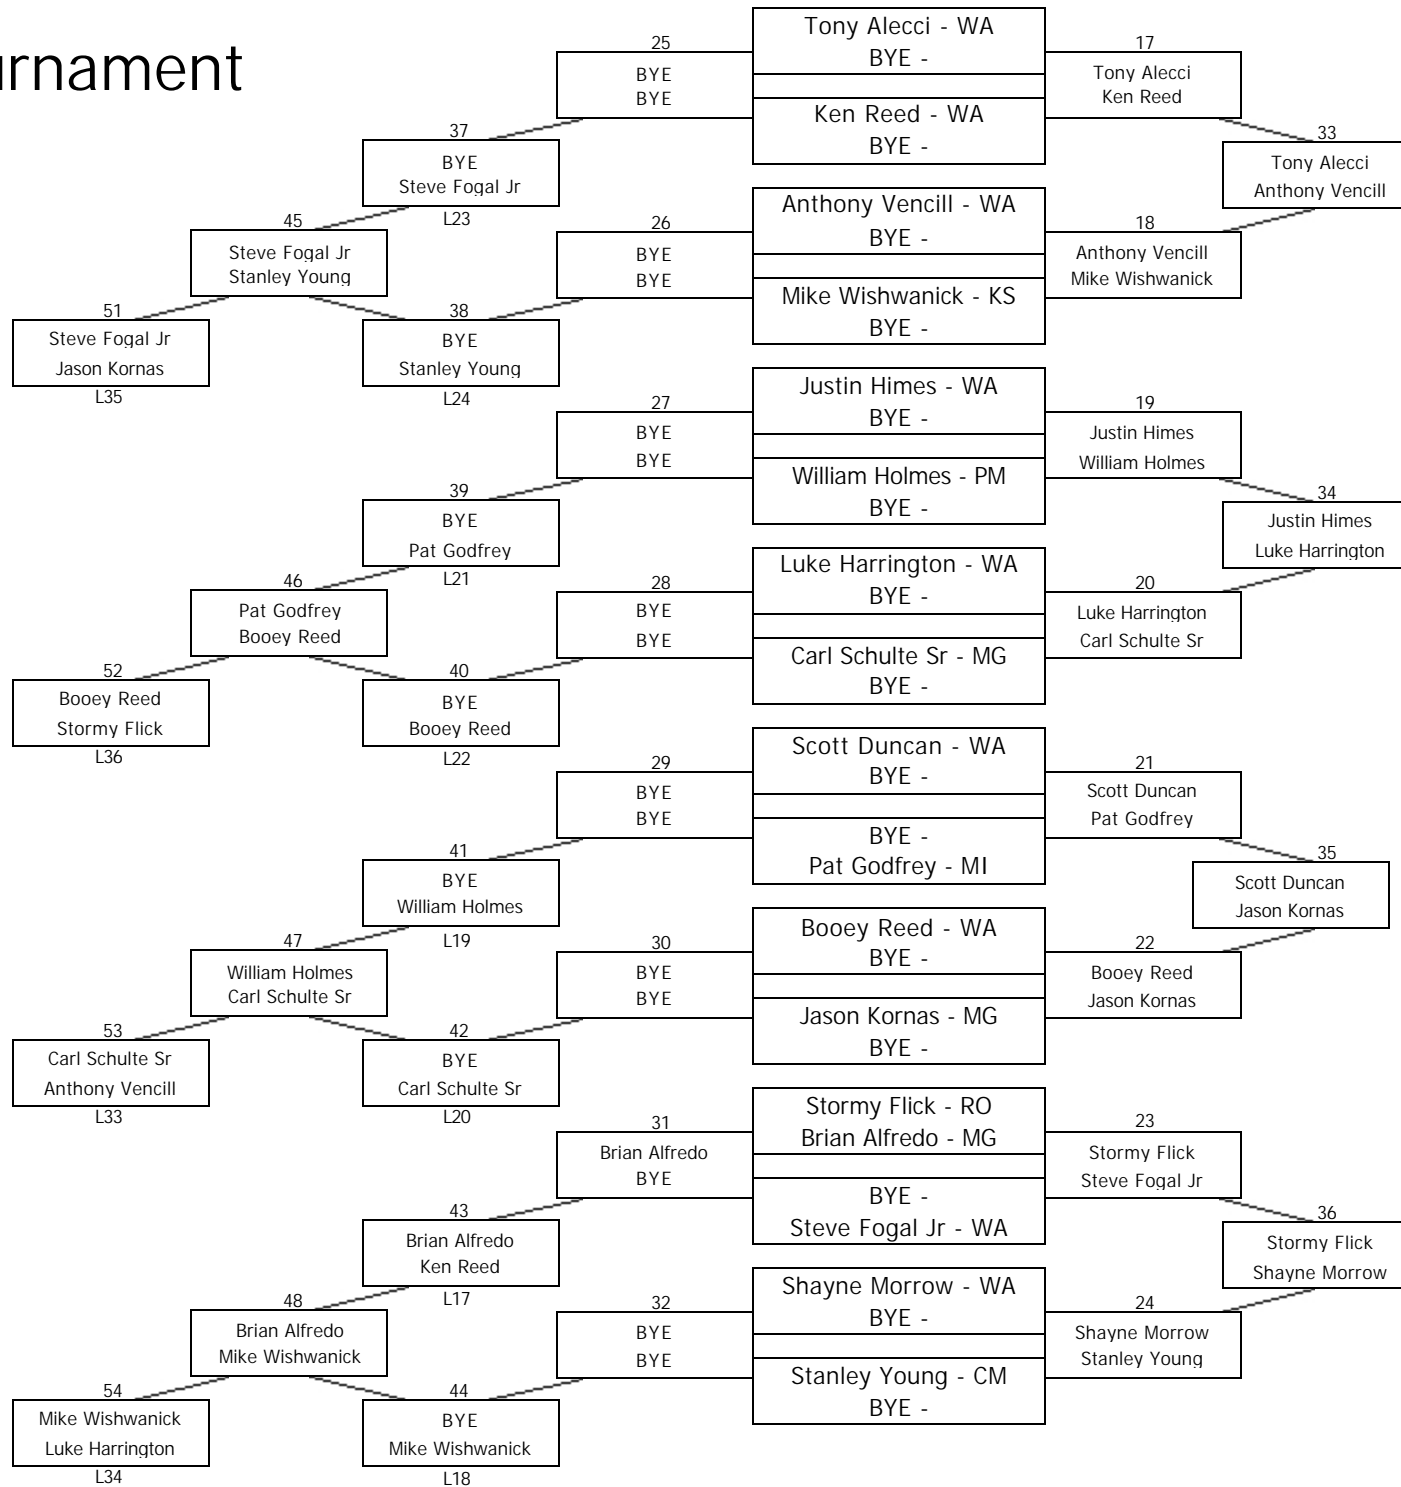 urnament
25
BYE
BYE
37
BYE
Steve Fogal Jr
L23
45
Steve Fogal Jr
Stanley Young
26
BYE
BYE
51
Steve Fogal Jr
Jason Kornas
L35
38
BYE
Stanley Young
L24
27
BYE
BYE
39
BYE
Pat Godfrey
L21
46
Pat Godfrey
Booey Reed
28
BYE
BYE
52
Booey Reed
Stormy Flick
L36
40
BYE
Booey Reed
L22
29
BYE
BYE
41
BYE
William Holmes
L19
47
William Holmes
Carl Schulte Sr
30
BYE
BYE
53
Carl Schulte Sr
Anthony Vencill
L33
42
BYE
Carl Schulte Sr
L20
31
Brian Alfredo
BYE
43
Brian Alfredo
Ken Reed
L17
48
Brian Alfredo
Mike Wishwanick
32
BYE
BYE
54
Mike Wishwanick
Luke Harrington
L34
44
BYE
Mike Wishwanick
L18
Tony Alecci - WA
BYE -
Ken Reed - WA
BYE -
Anthony Vencill - WA
BYE -
Mike Wishwanick - KS
BYE -
Justin Himes - WA
BYE -
William Holmes - PM
BYE -
Luke Harrington - WA
BYE -
Carl Schulte Sr - MG
BYE -
Scott Duncan - WA
BYE -
BYE -
Pat Godfrey - MI
Booey Reed - WA
BYE -
Jason Kornas - MG
BYE -
Stormy Flick - RO
Brian Alfredo - MG
BYE -
Steve Fogal Jr - WA
Shayne Morrow - WA
BYE -
Stanley Young - CM
BYE -
17
Tony Alecci
Ken Reed
33
Tony Alecci
Anthony Vencill
18
Anthony Vencill
Mike Wishwanick
19
Justin Himes
William Holmes
34
Justin Himes
Luke Harrington
20
Luke Harrington
Carl Schulte Sr
21
Scott Duncan
Pat Godfrey
35
Scott Duncan
Jason Kornas
22
Booey Reed
Jason Kornas
23
Stormy Flick
Steve Fogal Jr
36
Stormy Flick
Shayne Morrow
24
Shayne Morrow
Stanley Young